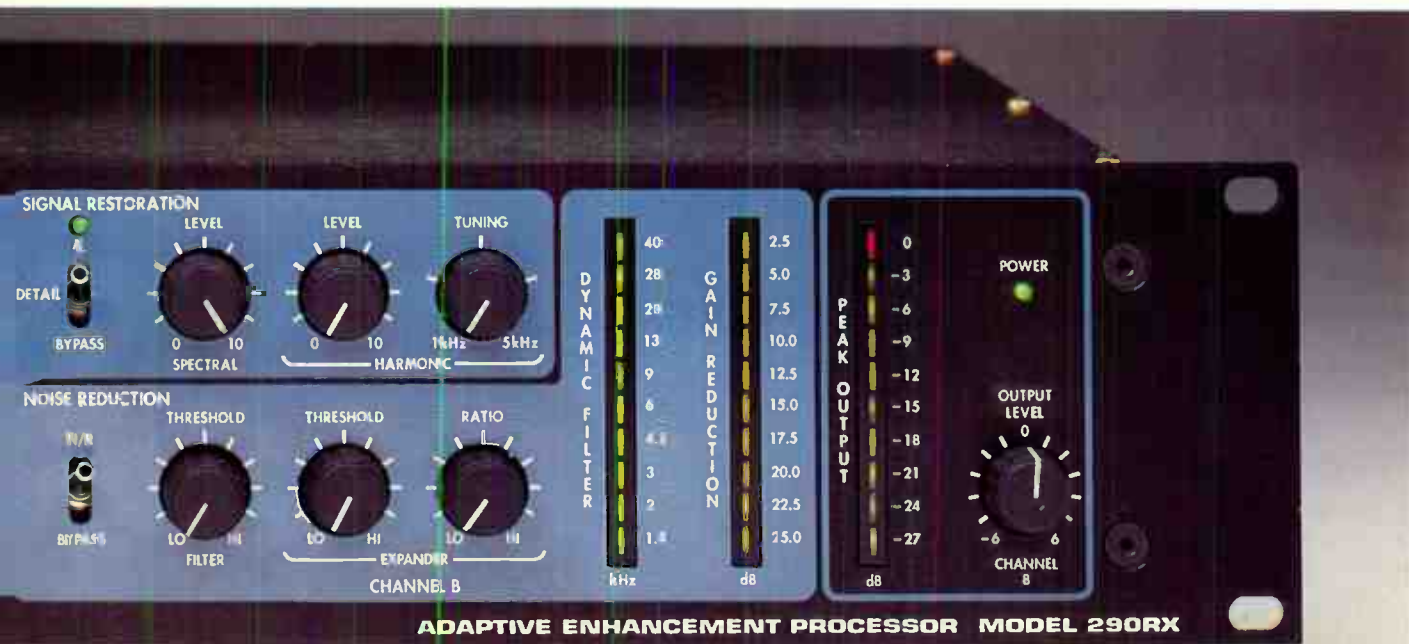 SIGNAL RESTORATION
LEVEL
LEVEL
TUNING
DETAIL
BYPASS
0 10
0 10
1kHz 5kHz
SPECTRAL
HARMONIC
NOISE REDUCTION
THRESHOLD
THRESHOLD
RATIO
N/R
BYPASS
LO HI
LO HI
LO HI
FILTER
EXPANDER
CHANNEL B
DYNAMIC FILTER
40
28
20
13
9
6
3
2
kHz
GAIN REDUCTION
2.5
5.0
7.5
10.0
12.5
15.0
17.5
20.0
22.5
25.0
dB
PEAK OUTPUT
0
-3
-6
-9
-12
-15
-18
-21
-24
-27
dB
POWER
OUTPUT
LEVEL
0
-6 6
CHANNEL
B
ADAPTIVE ENHANCEMENT PROCESSOR MODEL 290RX